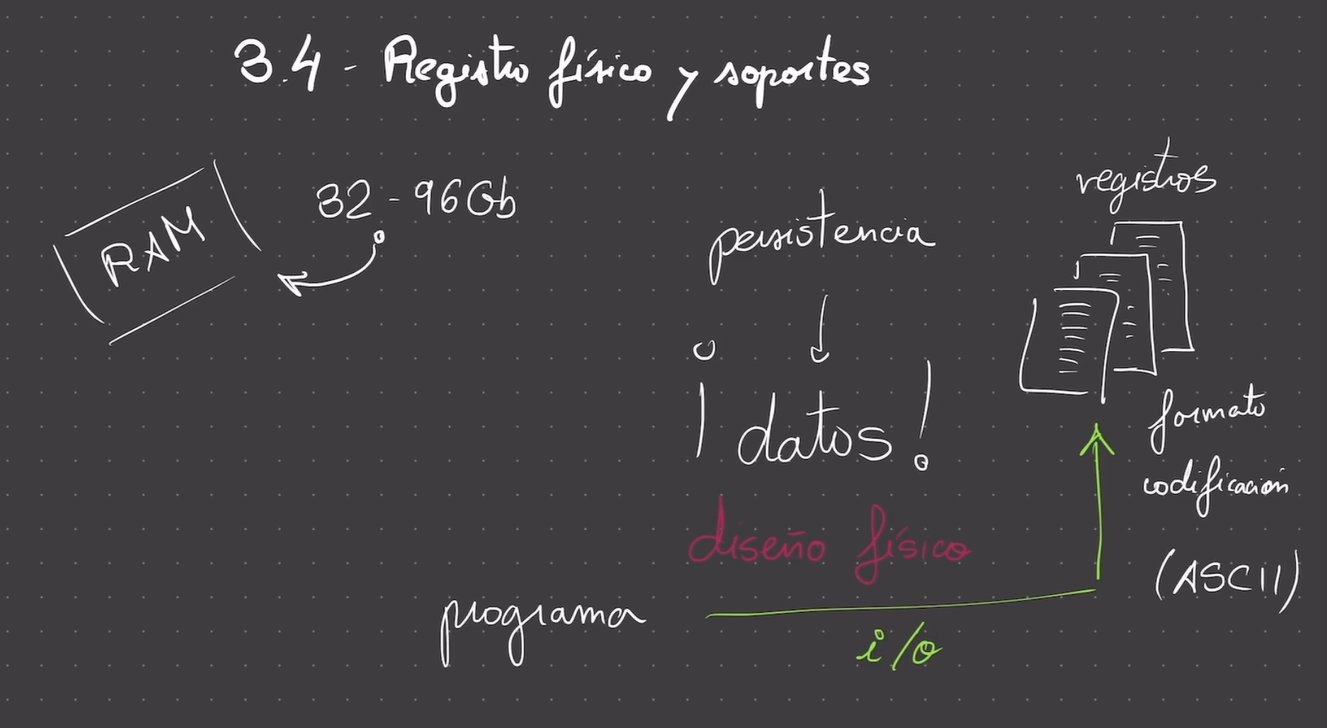 3.4 - Registro físico y soportes
RAM
32 - 96Gb
persistencia
¡datos!
diseño físico
programa
i/o
registros
formato
codificación
(ASCII)